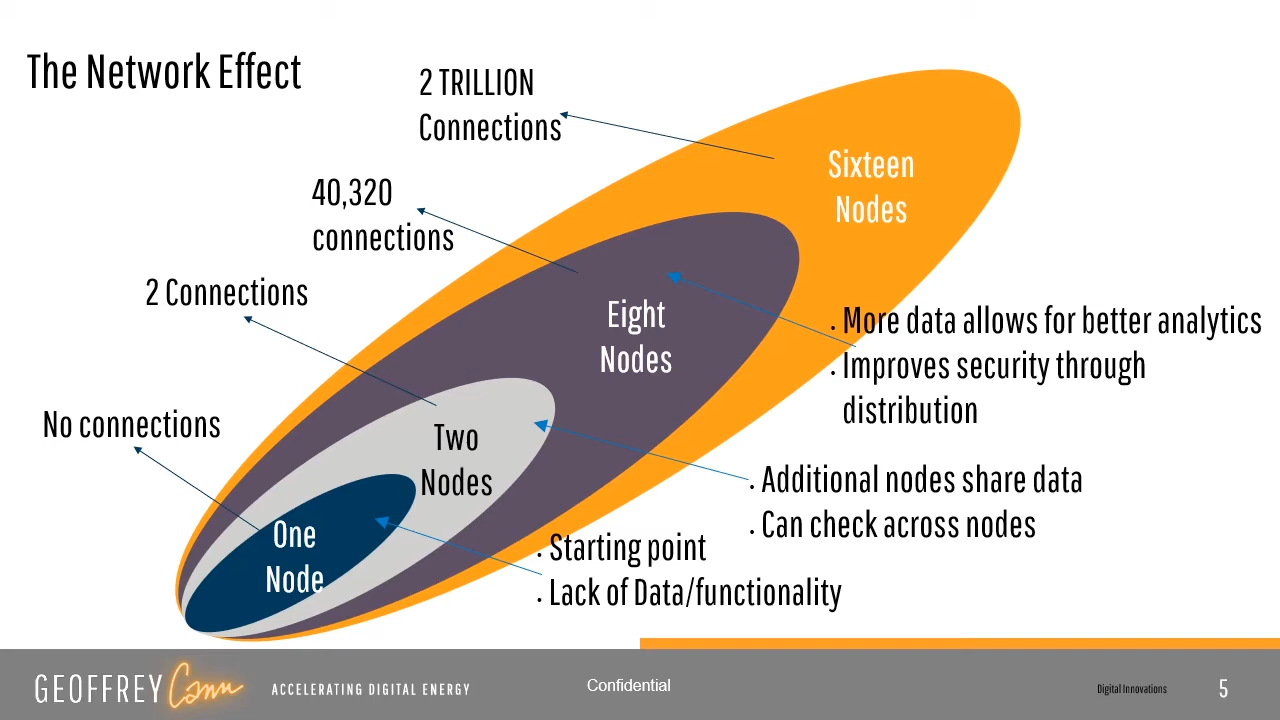 The Network Effect
2 TRILLION
Connections
Sixteen
Nodes
40,320
connections
2 Connections
Eight
Nodes
• More data allows for better analytics
• Improves security through
distribution
No connections
Two
Nodes
• Additional nodes share data
• Can check across nodes
One
Node
• Starting point
• Lack of Data/functionality
GEOFFREY Cann
ACCELERATING DIGITAL ENERGY
Confidential
Digital Innovations
5